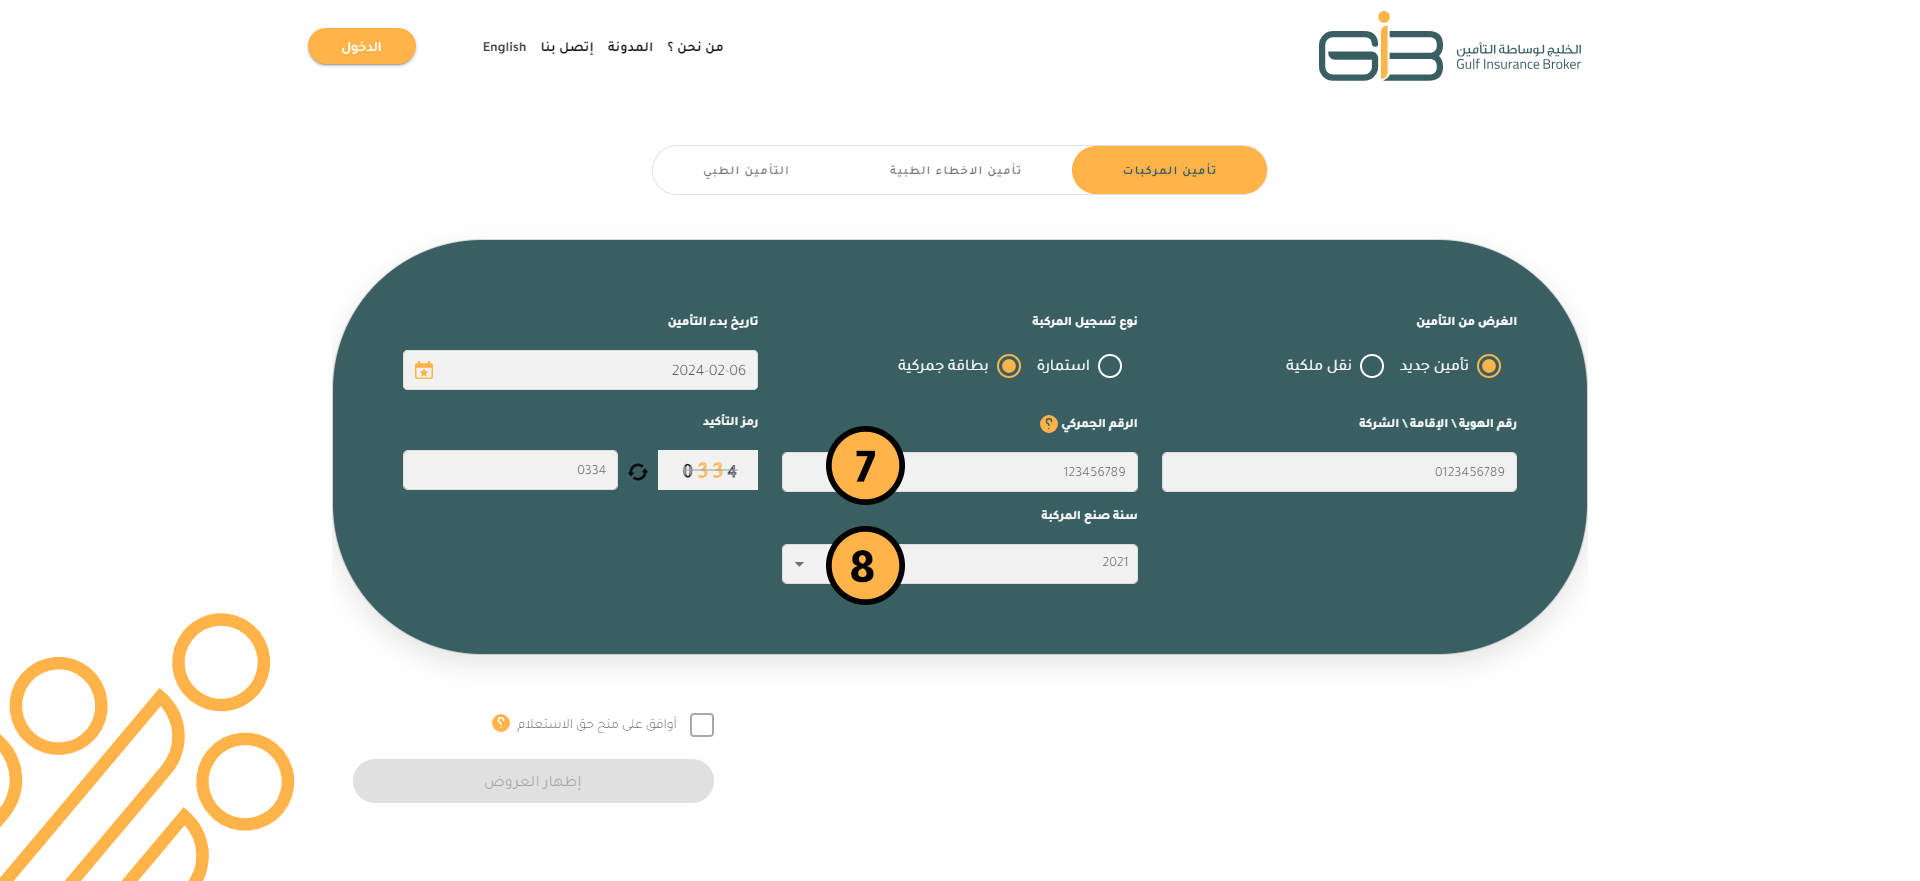 الخليج لوساطة التأمين
Gulf Insurance Broker
من نحن ؟
المدونة
إتصل بنا
English
الدخول
تأمين المركبات
تأمين الاخطاء الطبية
التأمين الطبي
الغرض من التأمين
تأمين جديد
نقل ملكية
نوع تسجيل المركبة
استمارة
بطاقة جمركية
تاريخ بدء التأمين
2024-02-06
رقم الهوية \ الإقامة \ الشركة
0123456789
الرقم الجمركي ؟
123456789
7
رمز التأكيد
0334
0334
سنة صنع المركبة
2021
8
أوافق على منح حق الاستعلام ؟
إظهار العروض